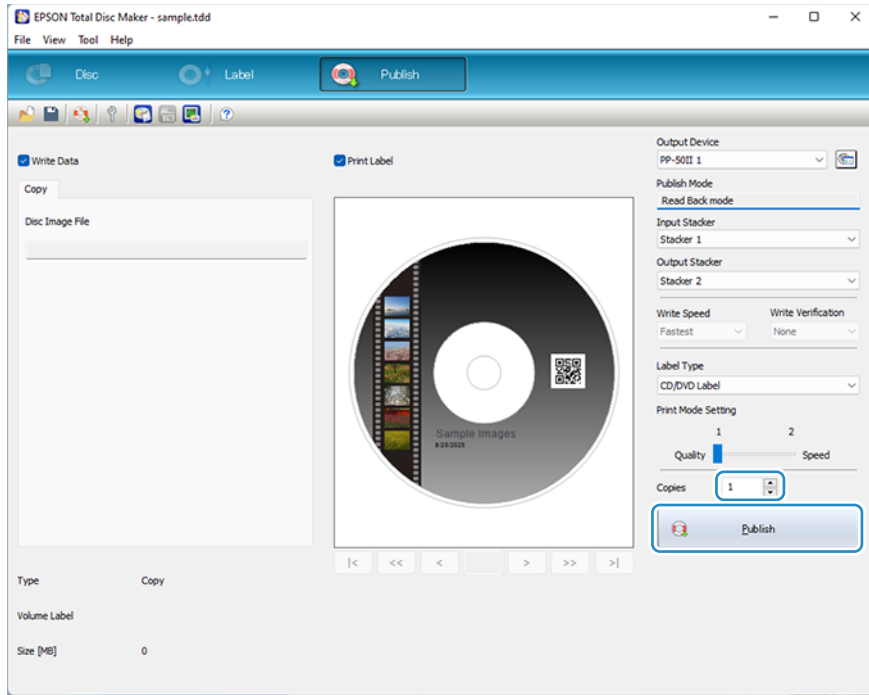 EPSON Total Disc Maker - sample.tdd
File View Tool Help
Disc Label Publish
Write Data
Copy
Disc Image File
Print Label
Sample Images
8/25/2025
|< << < > >> >|
Type Copy
Volume Label
Size [MB] 0
Output Device
PP-50II 1
Publish Mode
Read Back mode
Input Stacker
Stacker 1
Output Stacker
Stacker 2
Write Speed Write Verification
Fastest None
Label Type
CD/DVD Label
Print Mode Setting
1 2
Quality Speed
Copies 1
Publish